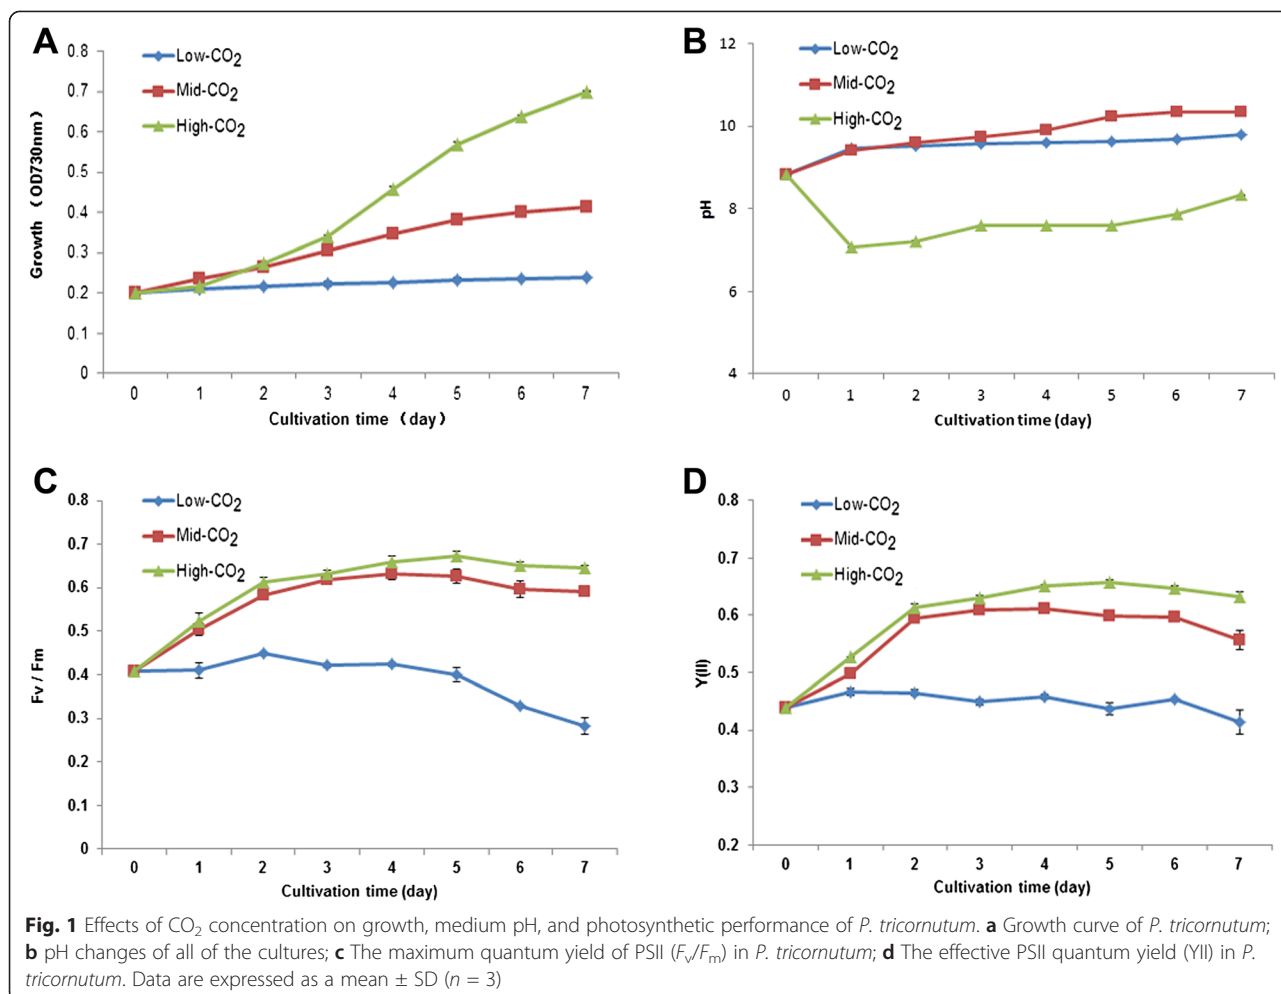 A
Low-CO2
Mid-CO2
High-CO2
Growth （OD730nm）
0.8
0.7
0.6
0.5
0.4
0.3
0.2
0.1
0
0 1 2 3 4 5 6 7
Cultivation time （day）
B
Low-CO2
Mid-CO2
High-CO2
pH
12
10
8
6
4
0 1 2 3 4 5 6 7
Cultivation time (day)
C
Low-CO2
Mid-CO2
High-CO2
Fv / Fm
0.8
0.7
0.6
0.5
0.4
0.3
0.2
0.1
0
0 1 2 3 4 5 6 7
Cultivation time (day)
D
Low-CO2
Mid-CO2
High-CO2
Y(II)
0.8
0.7
0.6
0.5
0.4
0.3
0.2
0 1 2 3 4 5 6 7
Cultivation time (day)
Fig. 1 Effects of CO2 concentration on growth, medium pH, and photosynthetic performance of P. tricornutum. a Growth curve of P. tricornutum;
b pH changes of all of the cultures; c The maximum quantum yield of PSII (Fv/Fm) in P. tricornutum; d The effective PSII quantum yield (YII) in P.
tricornutum. Data are expressed as a mean ± SD (n = 3)